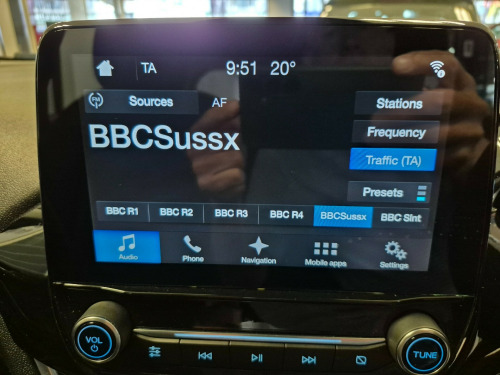 TA 9:51 20°
FM Sources AF Stations
BBCSussx
Frequency
Traffic (TA)
Presets
BBC R1 BBC R2 BBC R3 BBC R4 BBCSussx BBC SInt
Audio Phone Navigation Mobile apps Settings
VOL TUNE